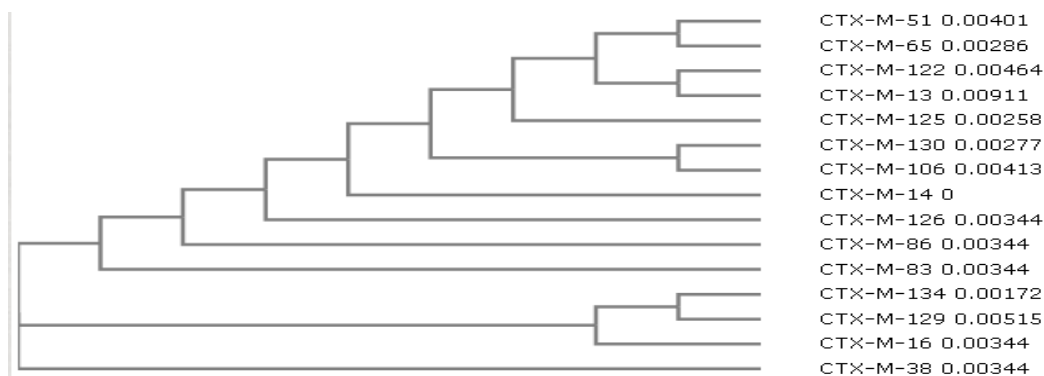 CTX-M-51 0.00401
CTX-M-65 0.00286
CTX-M-122 0.00464
CTX-M-13 0.00911
CTX-M-125 0.00258
CTX-M-130 0.00277
CTX-M-106 0.00413
CTX-M-14 0
CTX-M-126 0.00344
CTX-M-86 0.00344
CTX-M-83 0.00344
CTX-M-134 0.00172
CTX-M-129 0.00515
CTX-M-16 0.00344
CTX-M-38 0.00344